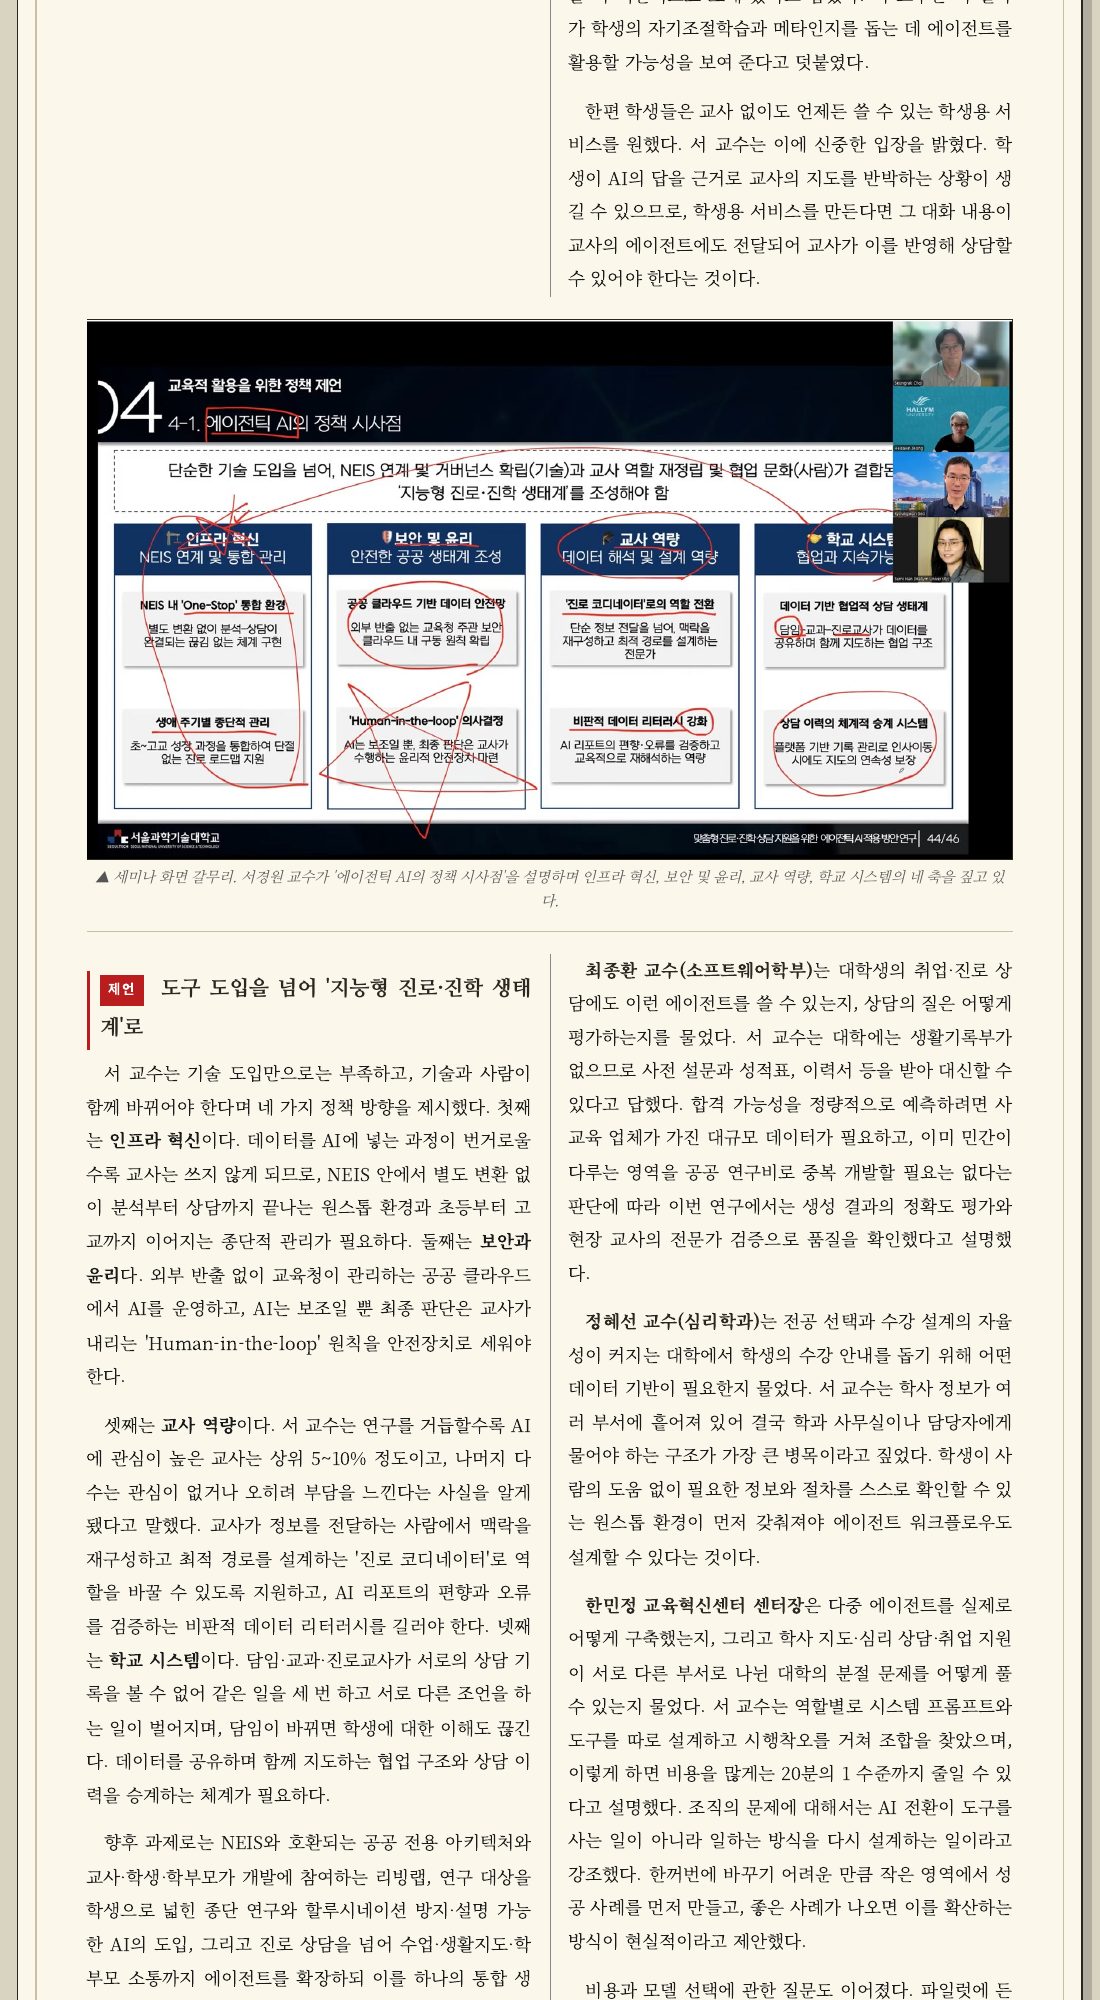 가 학생의 자기조절학습과 메타인지를 돕는 데 에이전트를
활용할 가능성을 보여 준다고 덧붙였다.
한편 학생들은 교사 없이도 언제든 쓸 수 있는 학생용 서
비스를 원했다. 서 교수는 이에 신중한 입장을 밝혔다. 학
생이 AI의 답을 근거로 교사의 지도를 반박하는 상황이 생
길 수 있으므로, 학생용 서비스를 만든다면 그 대화 내용이
교사의 에이전트에도 전달되어 교사가 이를 반영해 상담할
수 있어야 한다는 것이다.
04
교육적 활용을 위한 정책 제언
4-1. 에이전틱 AI의 정책 시사점
단순한 기술 도입을 넘어, NEIS 연계 및 거버넌스 확립(기술)과 교사 역할 재정립 및 협업 문화(사람)가 결합된
'지능형 진로·진학 생태계'를 조성해야 함
인프라 혁신
NEIS 연계 및 통합 관리
NEIS 내 'One-Stop' 통합 환경
별도 변환 없이 분석-상담이
완결되는 끊김 없는 체계 구현
생애 주기별 종단적 관리
초~고교 성장 과정을 통합하여 단절
없는 진로 로드맵 지원
보안 및 윤리
안전한 공공 생태계 조성
공공 클라우드 기반 데이터 안전망
외부 반출 없는 교육청 주관 보안
클라우드 내 구동 원칙 확립
'Human-in-the-loop' 의사결정
AI는 보조일 뿐, 최종 판단은 교사가
수행하는 윤리적 안전장치 마련
교사 역량
데이터 해석 및 설계 역량
'진로 코디네이터'로의 역할 전환
단순 정보 전달을 넘어, 맥락을
재구성하고 최적 경로를 설계하는
전문가
비판적 데이터 리터러시 강화
AI 리포트의 편향·오류를 검증하고
교육적으로 재해석하는 역량
학교 시스템
협업과 지속가능
데이터 기반 협업적 상담 생태계
담임-교과-진로교사가 데이터를
공유하며 함께 지도하는 협업 구조
상담 이력의 체계적 승계 시스템
플랫폼 기반 기록 관리로 인사이동
시에도 지도의 연속성 보장
HALLYM
서울과학기술대학교
맞춤형 진로·진학 상담 지원을 위한 에이전틱 AI 적용 방안 연구 44/46
▲ 세미나 화면 갈무리. 서경원 교수가 '에이전틱 AI의 정책 시사점'을 설명하며 인프라 혁신, 보안 및 윤리, 교사 역량, 학교 시스템의 네 축을 짚고 있
다.
제언 도구 도입을 넘어 '지능형 진로·진학 생태
계'로
서 교수는 기술 도입만으로는 부족하고, 기술과 사람이
함께 바뀌어야 한다며 네 가지 정책 방향을 제시했다. 첫째
는 인프라 혁신이다. 데이터를 AI에 넣는 과정이 번거로울
수록 교사는 쓰지 않게 되므로, NEIS 안에서 별도 변환 없
이 분석부터 상담까지 끝나는 원스톱 환경과 초등부터 고
교까지 이어지는 종단적 관리가 필요하다. 둘째는 보안과
윤리다. 외부 반출 없이 교육청이 관리하는 공공 클라우드
에서 AI를 운영하고, AI는 보조일 뿐 최종 판단은 교사가
내리는 'Human-in-the-loop' 원칙을 안전장치로 세워야
한다.
셋째는 교사 역량이다. 서 교수는 연구를 거듭할수록 AI
에 관심이 높은 교사는 상위 5~10% 정도이고, 나머지 다
수는 관심이 없거나 오히려 부담을 느낀다는 사실을 알게
됐다고 말했다. 교사가 정보를 전달하는 사람에서 맥락을
재구성하고 최적 경로를 설계하는 '진로 코디네이터'로 역
할을 바꿀 수 있도록 지원하고, AI 리포트의 편향과 오류
를 검증하는 비판적 데이터 리터러시를 길러야 한다. 넷째
는 학교 시스템이다. 담임·교과·진로교사가 서로의 상담 기
록을 볼 수 없어 같은 일을 세 번 하고 서로 다른 조언을 하
는 일이 벌어지며, 담임이 바뀌면 학생에 대한 이해도 끊긴
다. 데이터를 공유하며 함께 지도하는 협업 구조와 상담 이
력을 승계하는 체계가 필요하다.
향후 과제로는 NEIS와 호환되는 공공 전용 아키텍처와
교사·학생·학부모가 개발에 참여하는 리빙랩, 연구 대상을
학생으로 넓힌 종단 연구와 할루시네이션 방지·설명 가능
한 AI의 도입, 그리고 진로 상담을 넘어 수업·생활지도·학
부모 소통까지 에이전트를 확장하되 이를 하나의 통합 생
최종환 교수(소프트웨어학부)는 대학생의 취업·진로 상
담에도 이런 에이전트를 쓸 수 있는지, 상담의 질은 어떻게
평가하는지를 물었다. 서 교수는 대학에는 생활기록부가
없으므로 사전 설문과 성적표, 이력서 등을 받아 대신할 수
있다고 답했다. 합격 가능성을 정량적으로 예측하려면 사
교육 업체가 가진 대규모 데이터가 필요하고, 이미 민간이
다루는 영역을 공공 연구비로 중복 개발할 필요는 없다는
판단에 따라 이번 연구에서는 생성 결과의 정확도 평가와
현장 교사의 전문가 검증으로 품질을 확인했다고 설명했
다.
정혜선 교수(심리학과)는 전공 선택과 수강 설계의 자율
성이 커지는 대학에서 학생의 수강 안내를 돕기 위해 어떤
데이터 기반이 필요한지 물었다. 서 교수는 학사 정보가 여
러 부서에 흩어져 있어 결국 학과 사무실이나 담당자에게
물어야 하는 구조가 가장 큰 병목이라고 짚었다. 학생이 사
람의 도움 없이 필요한 정보와 절차를 스스로 확인할 수 있
는 원스톱 환경이 먼저 갖춰져야 에이전트 워크플로우도
설계할 수 있다는 것이다.
한민정 교육혁신센터 센터장은 다중 에이전트를 실제로
어떻게 구축했는지, 그리고 학사 지도·심리 상담·취업 지원
이 서로 다른 부서로 나뉜 대학의 분절 문제를 어떻게 풀
수 있는지 물었다. 서 교수는 역할별로 시스템 프롬프트와
도구를 따로 설계하고 시행착오를 거쳐 조합을 찾았으며,
이렇게 하면 비용을 많게는 20분의 1 수준까지 줄일 수 있
다고 설명했다. 조직의 문제에 대해서는 AI 전환이 도구를
사는 일이 아니라 일하는 방식을 다시 설계하는 일이라고
강조했다. 한꺼번에 바꾸기 어려운 만큼 작은 영역에서 성
공 사례를 먼저 만들고, 좋은 사례가 나오면 이를 확산하는
방식이 현실적이라고 제안했다.
비용과 모델 선택에 관한 질문도 이어졌다. 파일럿에 든